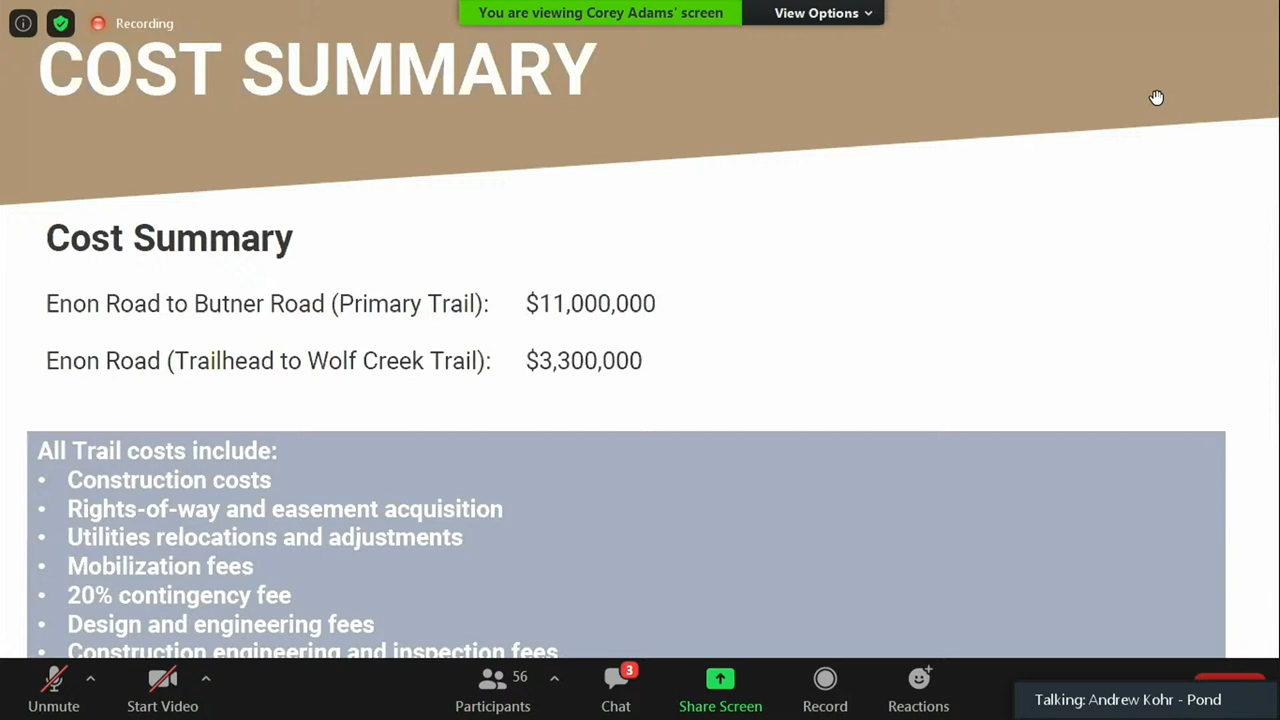 You are viewing Corey Adams' screen View Options
Recording
COST SUMMARY
Cost Summary
Enon Road to Butner Road (Primary Trail): $11,000,000
Enon Road (Trailhead to Wolf Creek Trail): $3,300,000
All Trail costs include:
• Construction costs
• Rights-of-way and easement acquisition
• Utilities relocations and adjustments
• Mobilization fees
• 20% contingency fee
• Design and engineering fees
Construction engineering and inspection fees
56
3
Unmute Start Video Participants Chat Share Screen Record Reactions
Talking: Andrew Kohr - Pond